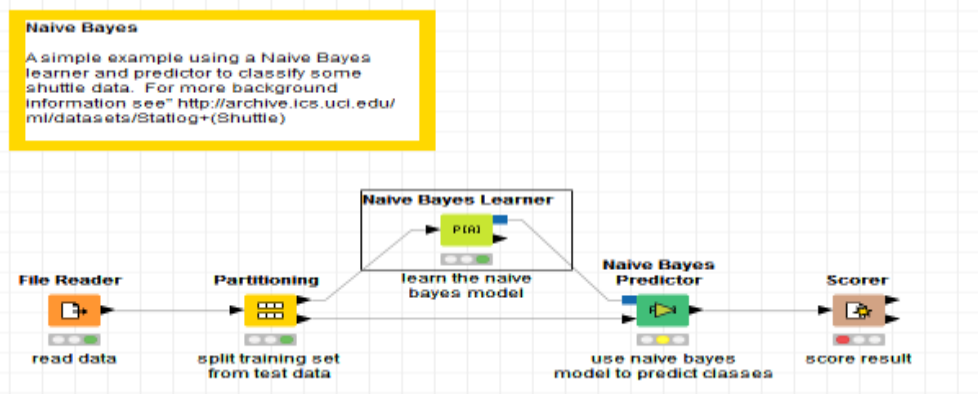 Naive Bayes
A simple example using a Naive Bayes
learner and predictor to classify some
shuttle data. For more background
information see" http://archive.ics.uci.edu/
ml/datasets/Statlog+(Shuttle)
Naive Bayes Learner
P(A)
learn the naive
bayes model
File Reader
read data
Partitioning
split training set
from test data
Naive Bayes
Predictor
use naive bayes
model to predict classes
Scorer
score result